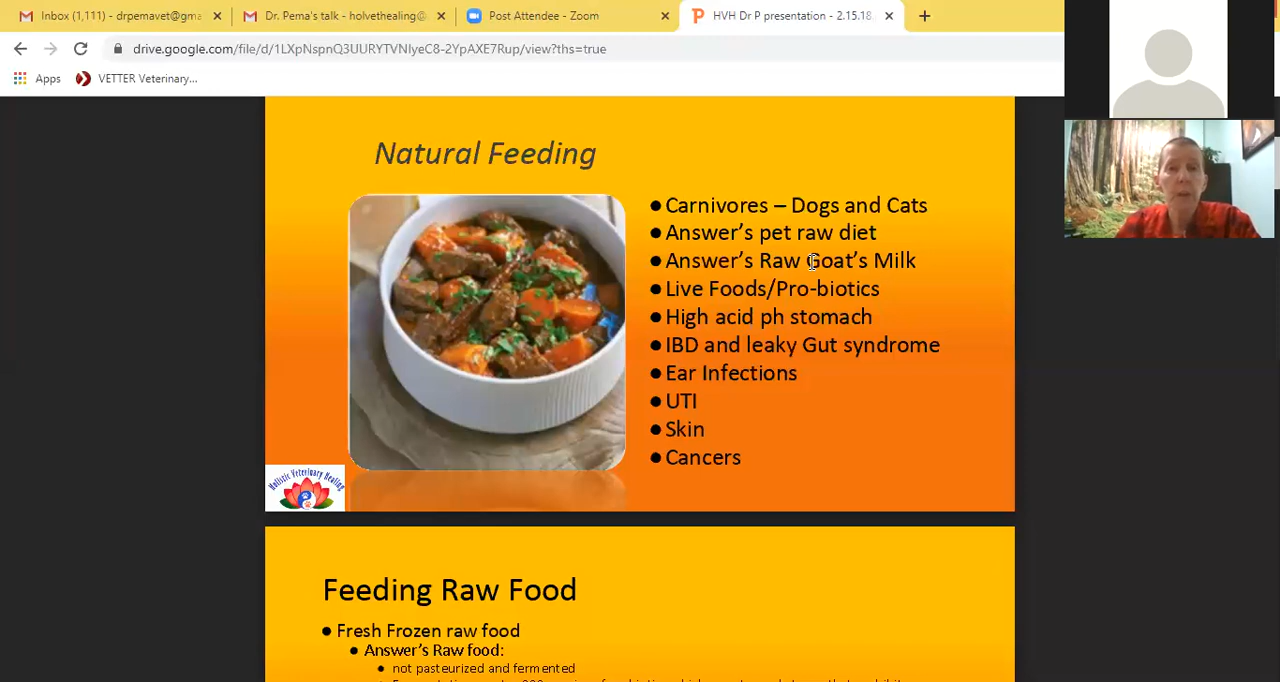 Inbox (1,111) - drpemavet@gma
Dr. Pema's talk - holvethealing@
Post Attendee - Zoom
HVH Dr P presentation - 2.15.18.
drive.google.com/file/d/1LXpNspnQ3UURYTVNIyeC8-2YpAXE7Rup/view?ths=true
Apps
VETTER Veterinary...
Natural Feeding
● Carnivores – Dogs and Cats
● Answer's pet raw diet
● Answer's Raw Goat's Milk
● Live Foods/Pro-biotics
● High acid ph stomach
● IBD and leaky Gut syndrome
● Ear Infections
● UTI
● Skin
● Cancers
Holistic Veterinary Healing
Feeding Raw Food
● Fresh Frozen raw food
● Answer's Raw food:
● not pasteurized and fermented